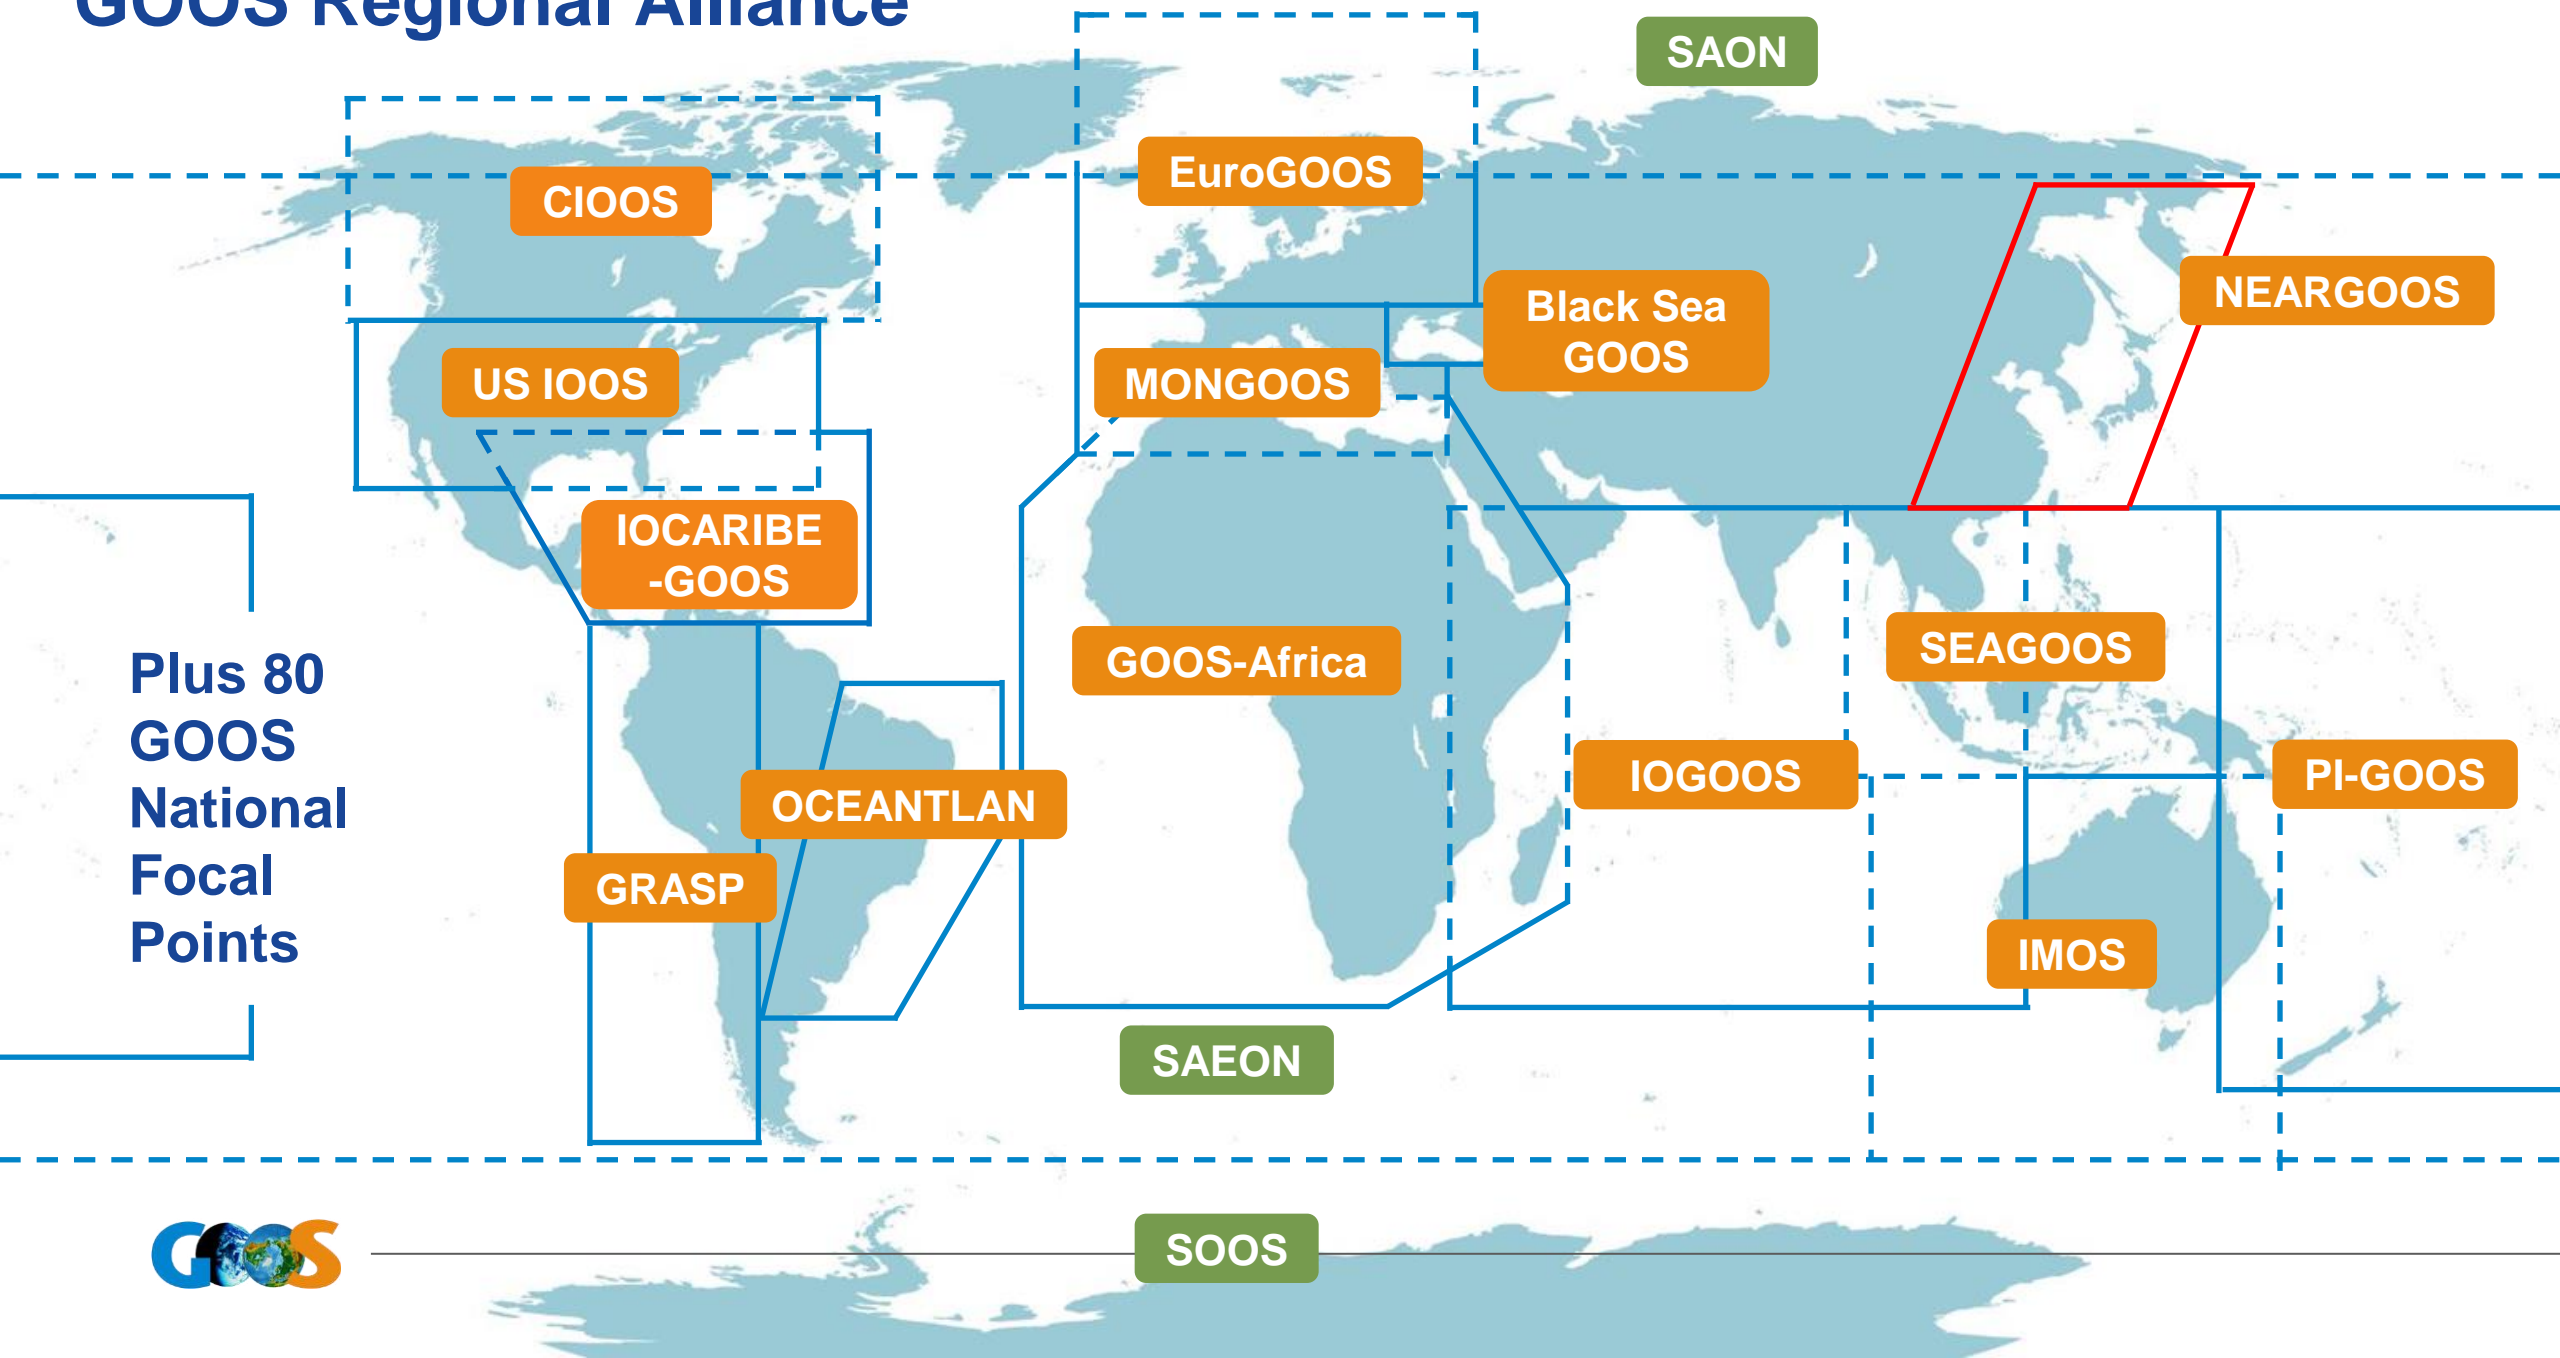 GOOS Regional Alliance
SAON
EuroGOOS
CIOOS
Black Sea
GOOS
NEARGOOS
US IOOS
MONGOOS
IOCARIBE
-GOOS
SEAGOOS
GOOS-Africa
Plus 80
GOOS
National
Focal
Points
IOGOOS
PI-GOOS
OCEANTLAN
GRASP
IMOS
SAEON
SOOS
GOOS